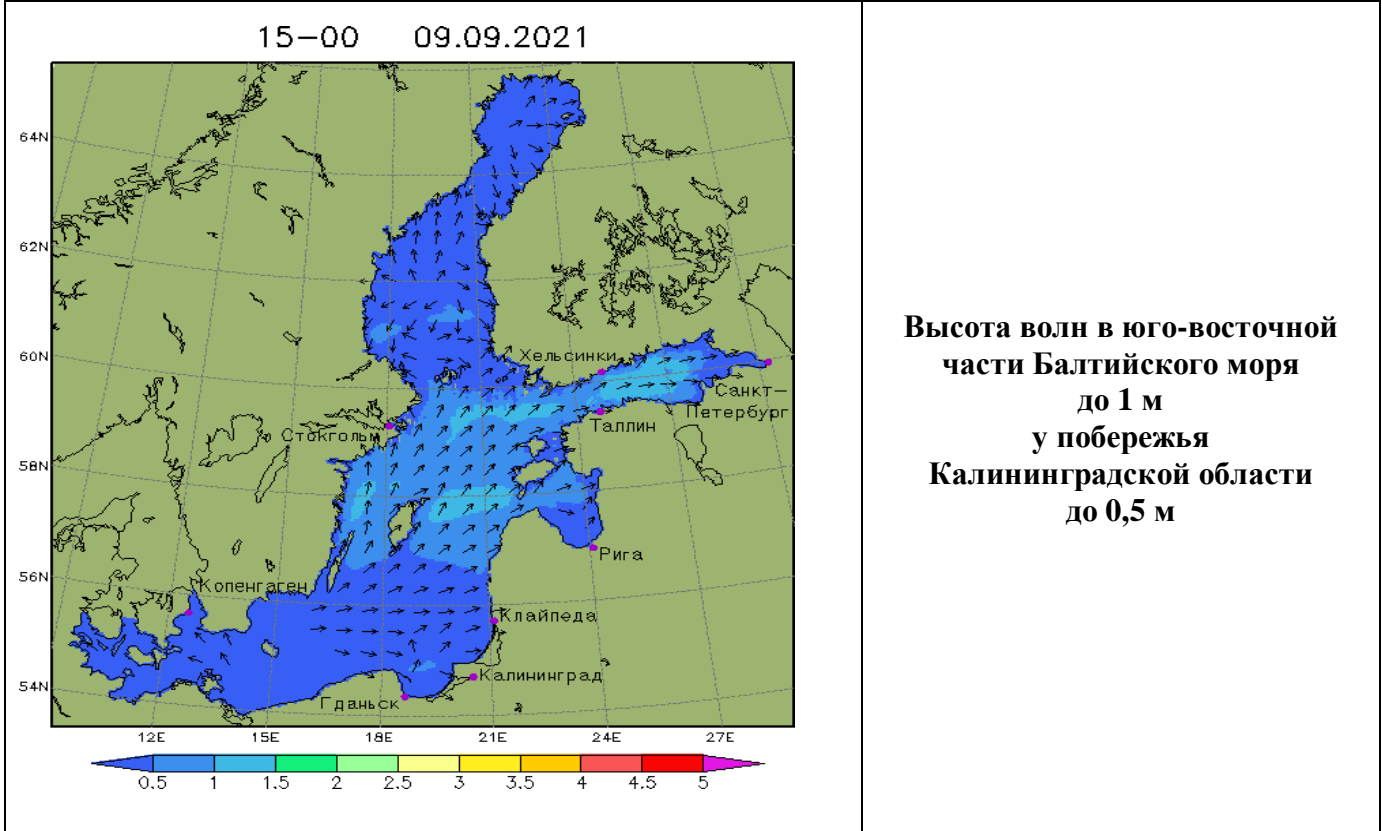 15-00 09.09.2021
64N
62N
60N
58N
56N
54N
Хельсинки
Санкт-
Петербург
Таллин
Стокгольм
Рига
Копенгаген
Клайпеда
Калининград
Гданьск
12E 15E 18E 21E 24E 27E
0.5 1 1.5 2 2.5 3 3.5 4 4.5 5
Высота волн в юго-восточной
части Балтийского моря
до 1 м
у побережья
Калининградской области
до 0,5 м